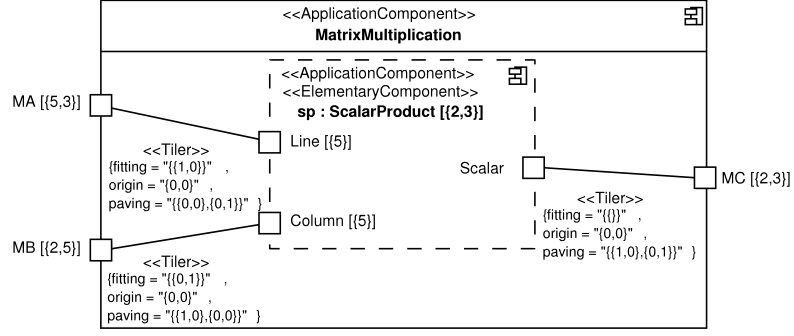 <<ApplicationComponent>>
MatrixMultiplication
<<ApplicationComponent>>
<<ElementaryComponent>>
sp : ScalarProduct [{2,3}]
MA [{5,3}]
Line [{5}]
<<Tiler>>
{fitting = "{{1,0}}" ,
origin = "{0,0}" ,
paving = "{{0,0},{0,1}}" }
Scalar
MC [{2,3}]
<<Tiler>>
{fitting = "{{}}" ,
origin = "{0,0}" ,
paving = "{{1,0},{0,1}}" }
Column [{5}]
MB [{2,5}]
<<Tiler>>
{fitting = "{{0,1}}" ,
origin = "{0,0}" ,
paving = "{{1,0},{0,0}}" }